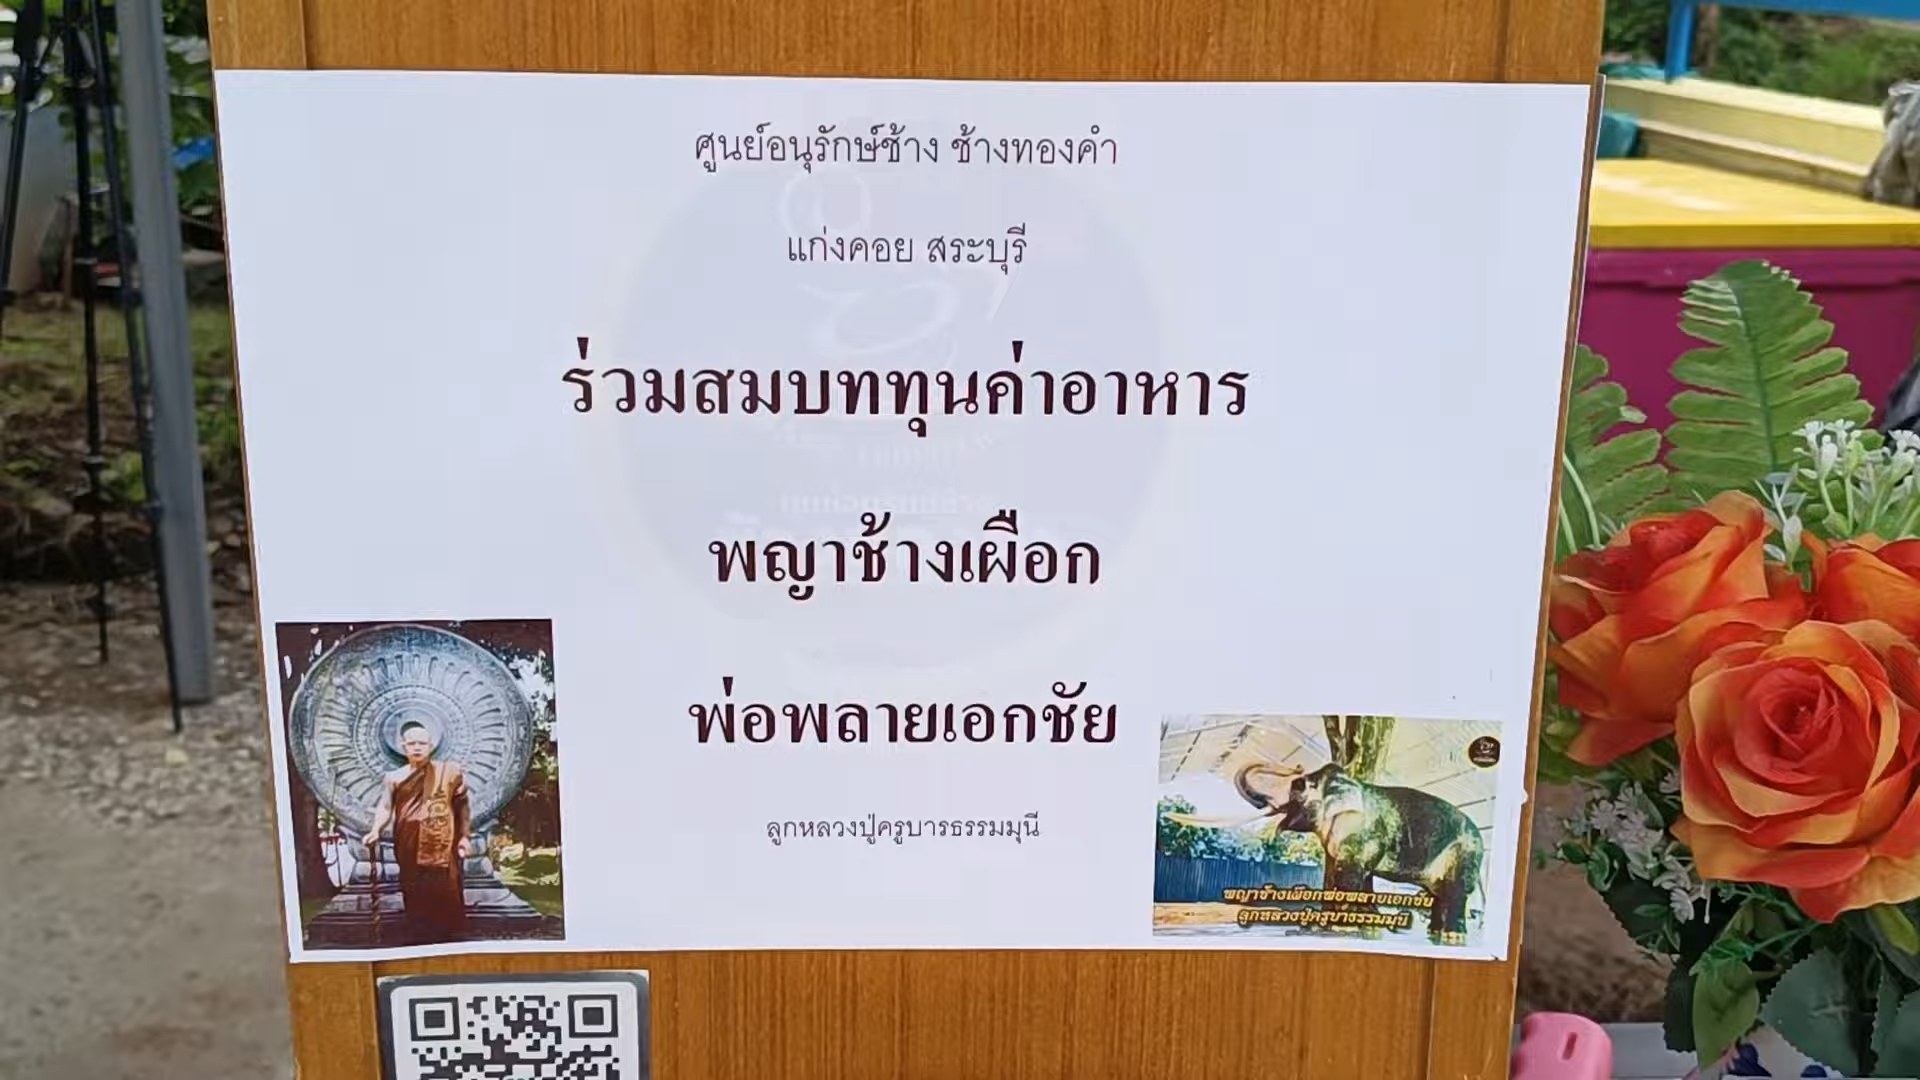 ศูนย์อนุรักษ์ช้าง ช้างทองคำ
แก่งคอย สระบุรี
ร่วมสมบททุนค่าอาหาร
พญาช้างเผือก
พ่อพลายเอกชัย
ลูกหลวงปู่ครูบารธรรมมุนี
พญาช้างเผือกพ่อพลายเอกชัย
ลูกหลวงปู่ครูบาธรรมมุนี